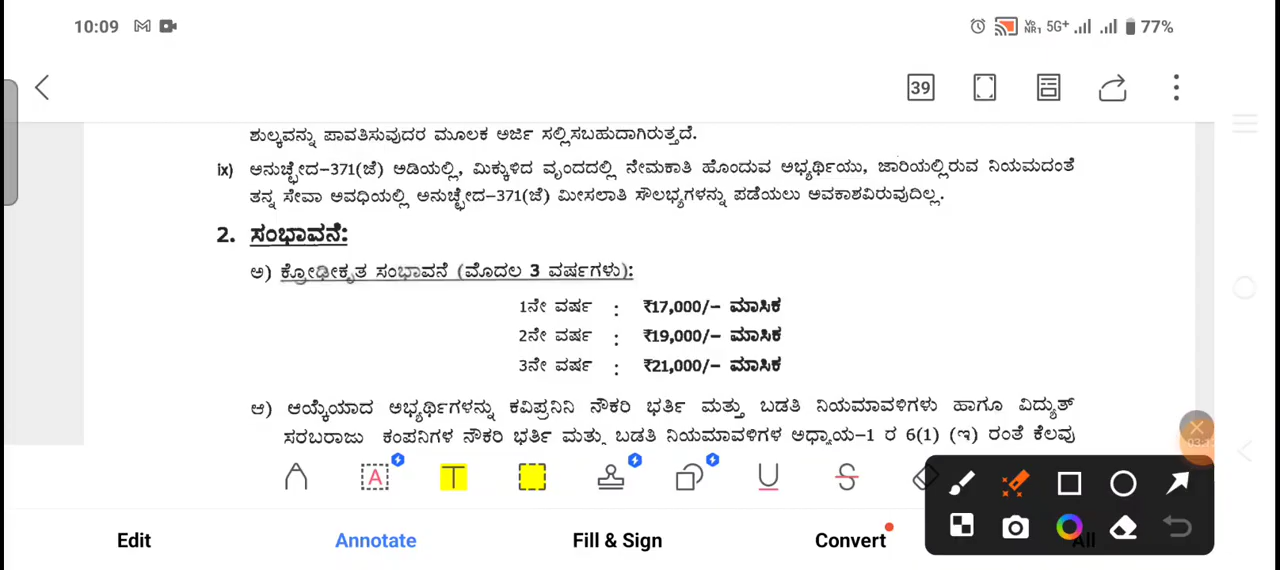 10:09 Vo NR1 5G+ 77%
39
ಶುಲ್ಕವನ್ನು ಪಾವತಿಸುವುದರ ಮೂಲಕ ಅರ್ಜಿ ಸಲ್ಲಿಸಬಹುದಾಗಿರುತ್ತದೆ.
ix) ಅನುಚ್ಛೇದ-371(ಜೆ) ಅಡಿಯಲ್ಲಿ, ಮಿಕ್ಕುಳಿದ ವೃಂದದಲ್ಲಿ ನೇಮಕಾತಿ ಹೊಂದುವ ಅಭ್ಯರ್ಥಿಯು, ಜಾರಿಯಲ್ಲಿರುವ ನಿಯಮದಂತೆ
ತನ್ನ ಸೇವಾ ಅವಧಿಯಲ್ಲಿ ಅನುಚ್ಛೇದ-371(ಜೆ) ಮೀಸಲಾತಿ ಸೌಲಭ್ಯಗಳನ್ನು ಪಡೆಯಲು ಅವಕಾಶವಿರುವುದಿಲ್ಲ.
2. ಸಂಭಾವನೆ:
ಅ) ಕ್ರೋಢೀಕೃತ ಸಂಭಾವನೆ (ಮೊದಲ 3 ವರ್ಷಗಳು):
1ನೇ ವರ್ಷ : ₹17,000/- ಮಾಸಿಕ
2ನೇ ವರ್ಷ : ₹19,000/- ಮಾಸಿಕ
3ನೇ ವರ್ಷ : ₹21,000/- ಮಾಸಿಕ
ಆ) ಆಯ್ಕೆಯಾದ ಅಭ್ಯರ್ಥಿಗಳನ್ನು ಕವಿಪ್ರನಿನಿ ನೌಕರಿ ಭರ್ತಿ ಮತ್ತು ಬಡತಿ ನಿಯಮಾವಳಿಗಳು ಹಾಗೂ ವಿದ್ಯುತ್
ಸರಬರಾಜು ಕಂಪನಿಗಳ ನೌಕರಿ ಭರ್ತಿ ಮತ್ತು ಬಡತಿ ನಿಯಮಾವಳಿಗಳ ಅಧ್ಯಾಯ-1 ರ 6(1) (ಇ) ರಂತೆ ಕೆಲವು
A T U S
Edit Annotate Fill & Sign Convert All